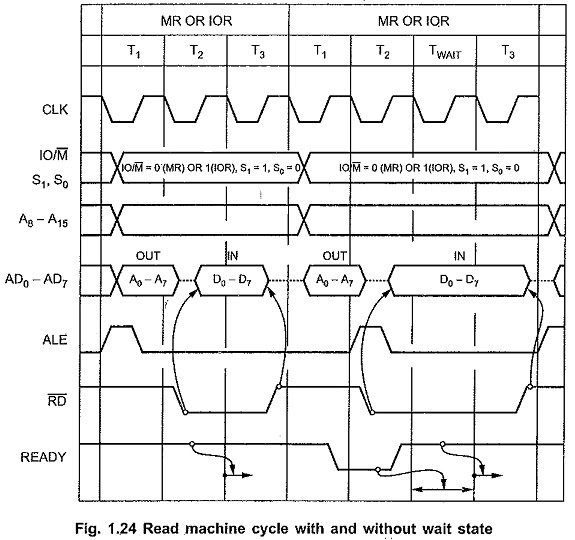 MR OR IOR MR OR IOR
T1 T2 T3 T1 T2 TWAIT T3
CLK
IO/M̅ IO/M̅ = 0 (MR) OR 1(IOR), S1 = 1, S0 = 0 IO/M̅ = 0 (MR) OR 1(IOR), S1 = 1, S0 = 0
S1, S0
A8 – A15
OUT IN OUT IN
AD0 – AD7 A0 – A7 D0 – D7 A0 – A7 D0 – D7
ALE
R̅D̅
READY
Fig. 1.24 Read machine cycle with and without wait state